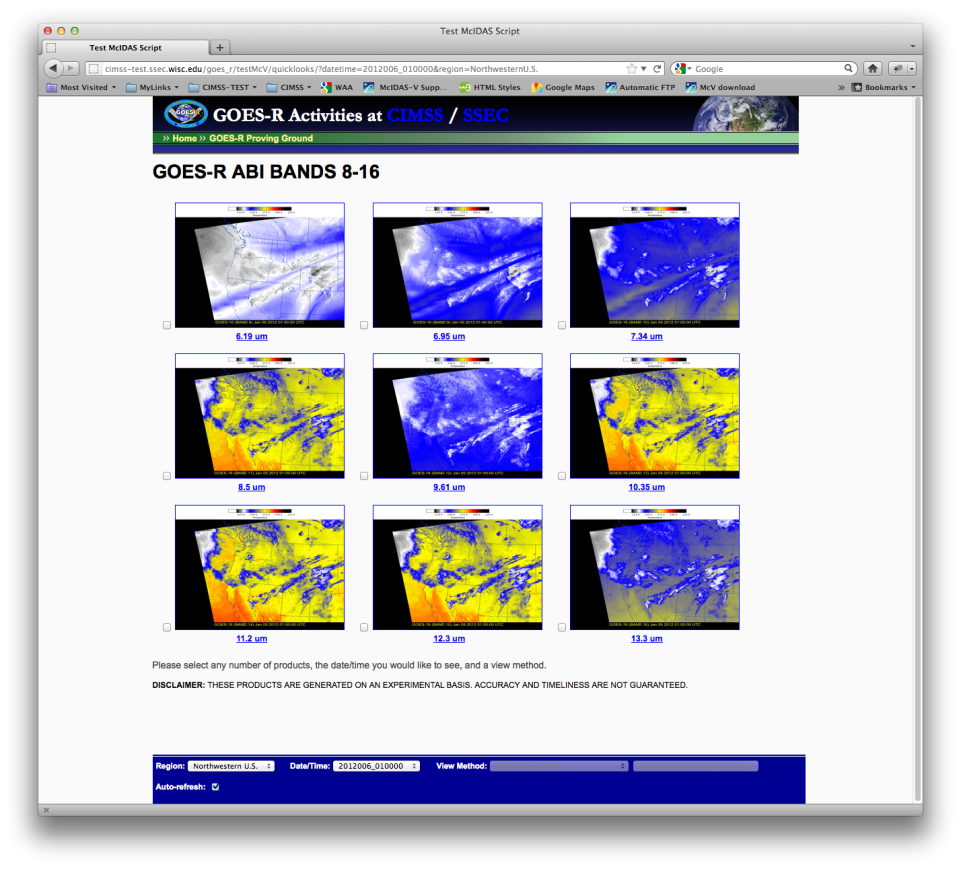 Test McIDAS Script
Test McIDAS Script
cimss-test.ssec.wisc.edu/goes_r/testMcV/quicklooks/?datetime=2012006_010000&region=NorthwesternU.S.
Google
Most Visited MyLinks CIMSS-TEST CIMSS WAA McIDAS-V Supp... HTML Styles Google Maps Automatic FTP McV download » Bookmarks
GOES-R Activities at CIMSS / SSEC
›› Home ›› GOES-R Proving Ground
GOES-R ABI BANDS 8-16
6.19 um 6.95 um 7.34 um
8.5 um 9.61 um 10.35 um
11.2 um 12.3 um 13.3 um
Please select any number of products, the date/time you would like to see, and a view method.
DISCLAIMER: THESE PRODUCTS ARE GENERATED ON AN EXPERIMENTAL BASIS. ACCURACY AND TIMELINESS ARE NOT GUARANTEED.
Region: Northwestern U.S. Date/Time: 2012006_010000 View Method:
Auto-refresh: